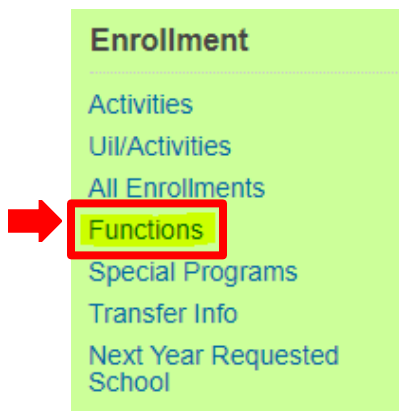 Enrollment
Activities
Uil/Activities
All Enrollments
Functions
Special Programs
Transfer Info
Next Year Requested
School